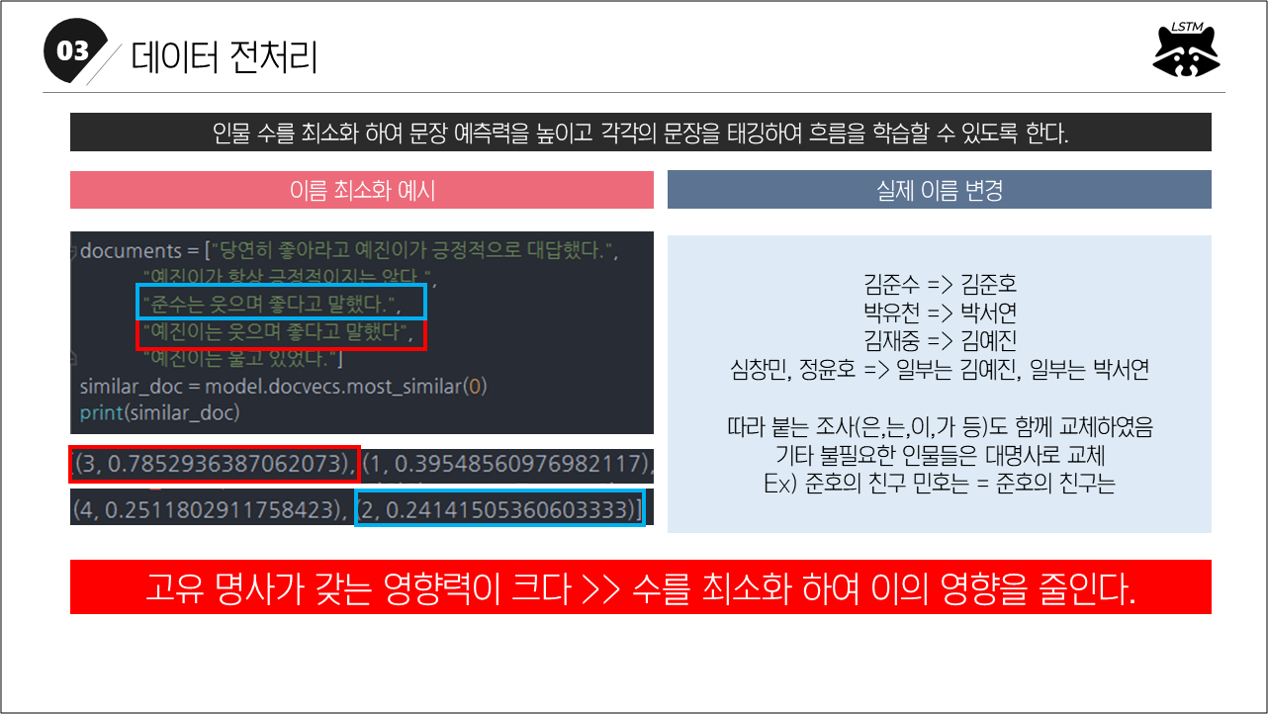 03
데이터 전처리
LSTM
인물 수를 최소화 하여 문장 예측력을 높이고 각각의 문장을 태깅하여 흐름을 학습할 수 있도록 한다.
이름 최소화 예시
documents = ["당연히 좋아라고 예진이가 긍정적으로 대답했다.",
"예진이가 항상 긍정적이지는 않다.",
"준수는 웃으며 좋다고 말했다.",
"예진이는 웃으며 좋다고 말했다",
"예진이는 울고 있었다."]
similar_doc = model.docvecs.most_similar(0)
print(similar_doc)
[(3, 0.7852936387062073), (1, 0.39548560976982117),
(4, 0.2511802911758423), (2, 0.24141505360603333)]
실제 이름 변경
김준수 => 김준호
박유천 => 박서연
김재중 => 김예진
심창민, 정윤호 => 일부는 김예진, 일부는 박서연
따라 붙는 조사(은,는,이,가 등)도 함께 교체하였음
기타 불필요한 인물들은 대명사로 교체
Ex) 준호의 친구 민호는 = 준호의 친구는
고유 명사가 갖는 영향력이 크다 >> 수를 최소화 하여 이의 영향을 줄인다.